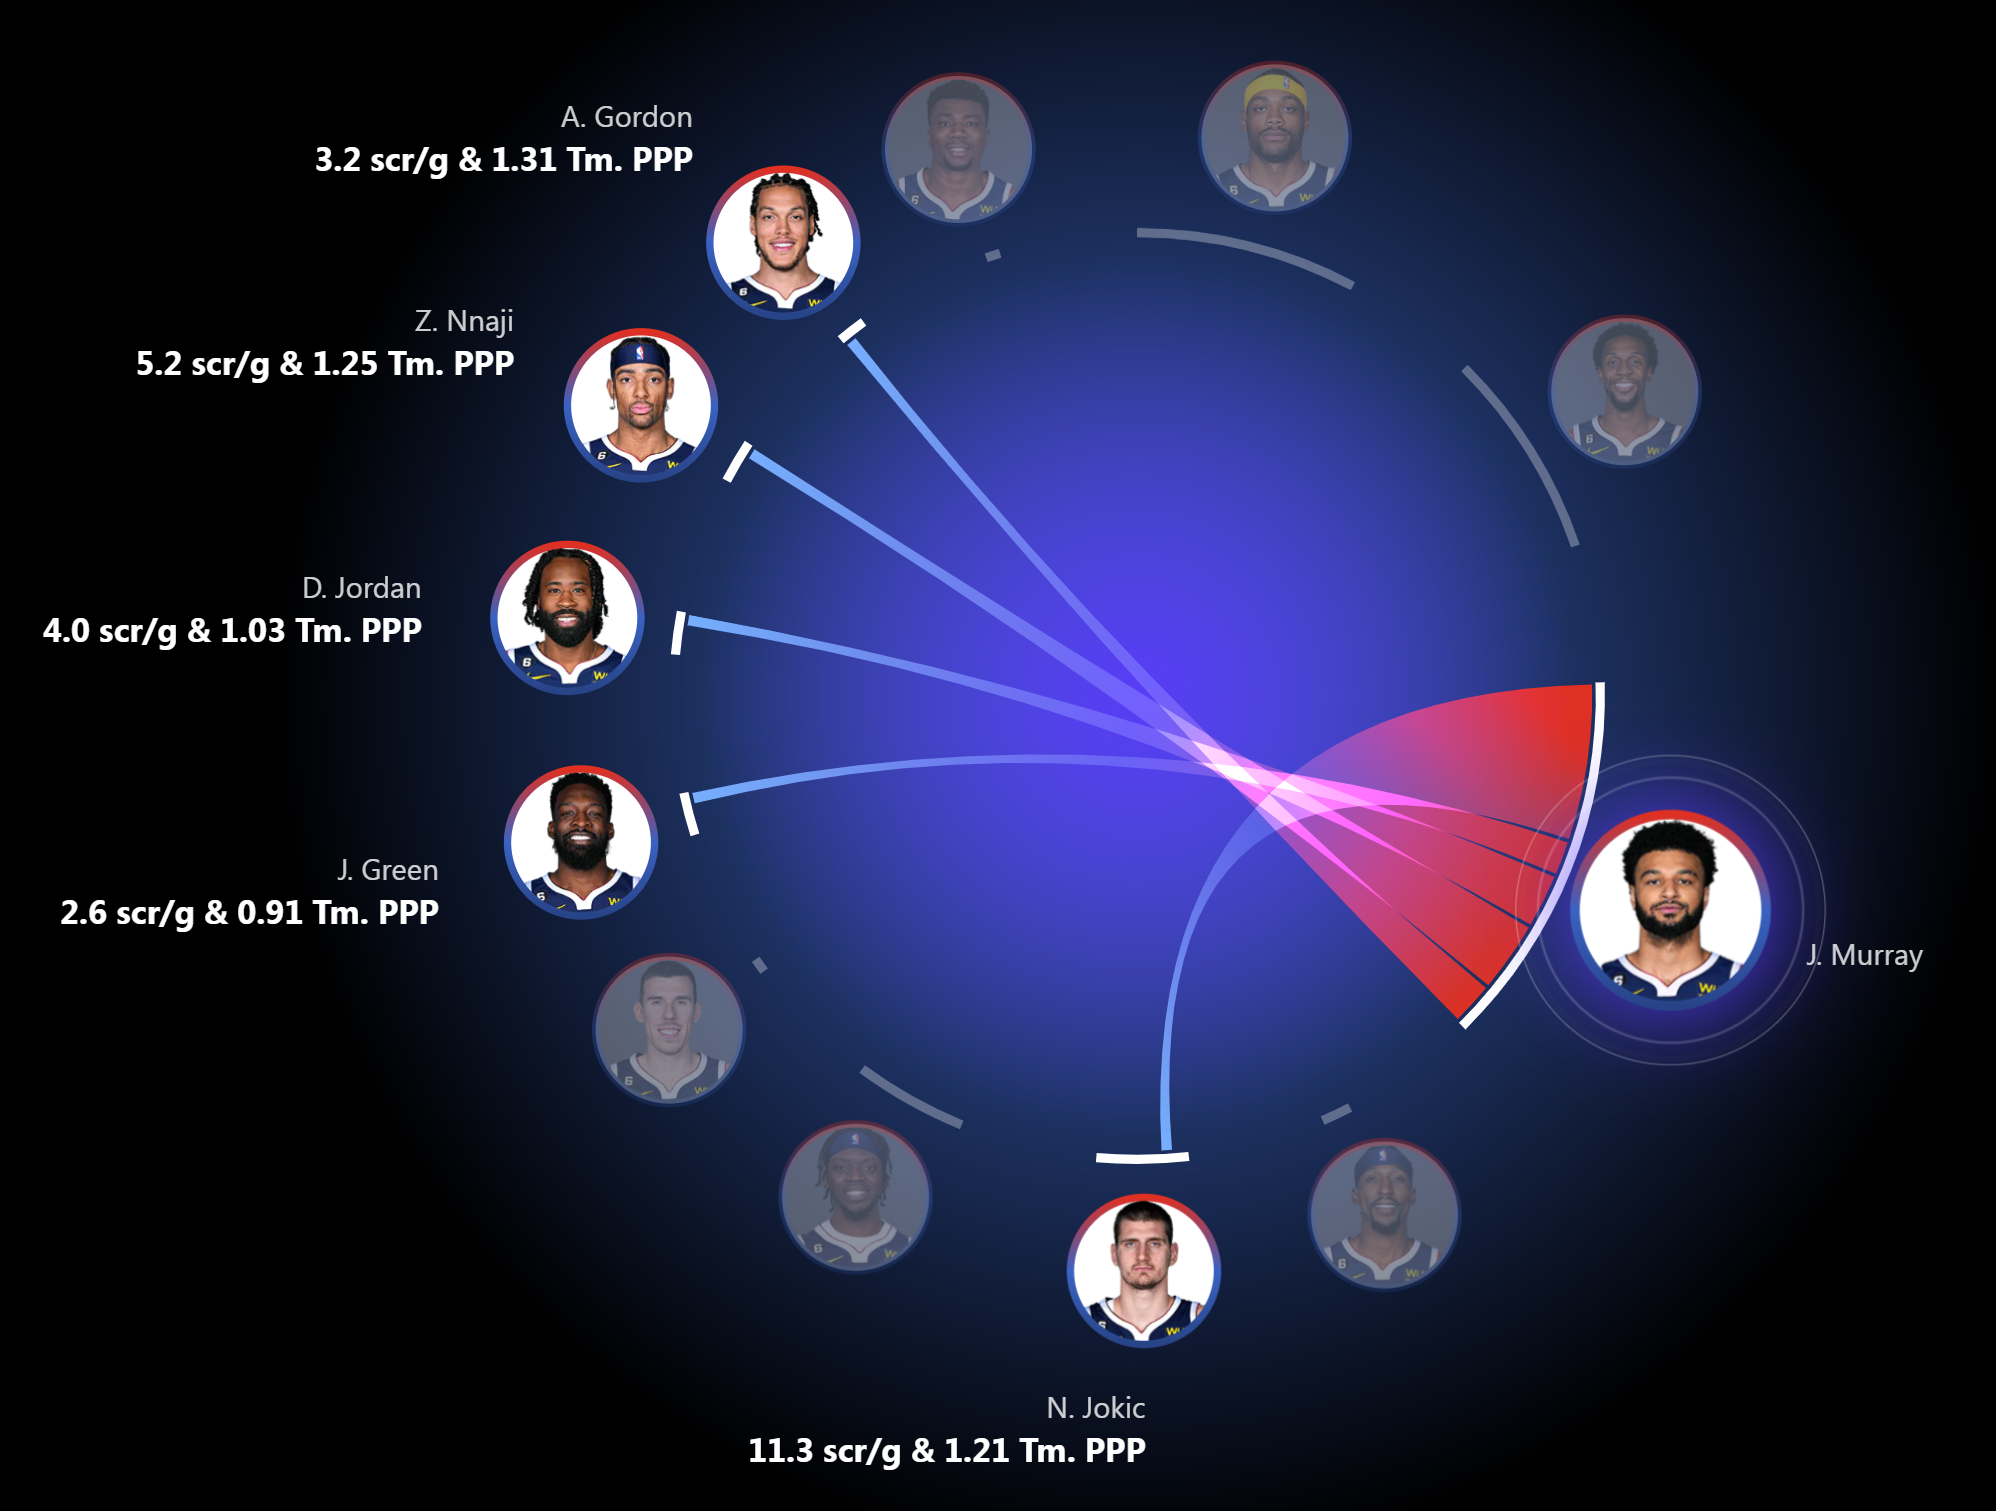 A. Gordon
3.2 scr/g & 1.31 Tm. PPP
Z. Nnaji
5.2 scr/g & 1.25 Tm. PPP
D. Jordan
4.0 scr/g & 1.03 Tm. PPP
J. Green
2.6 scr/g & 0.91 Tm. PPP
J. Murray
N. Jokic
11.3 scr/g & 1.21 Tm. PPP